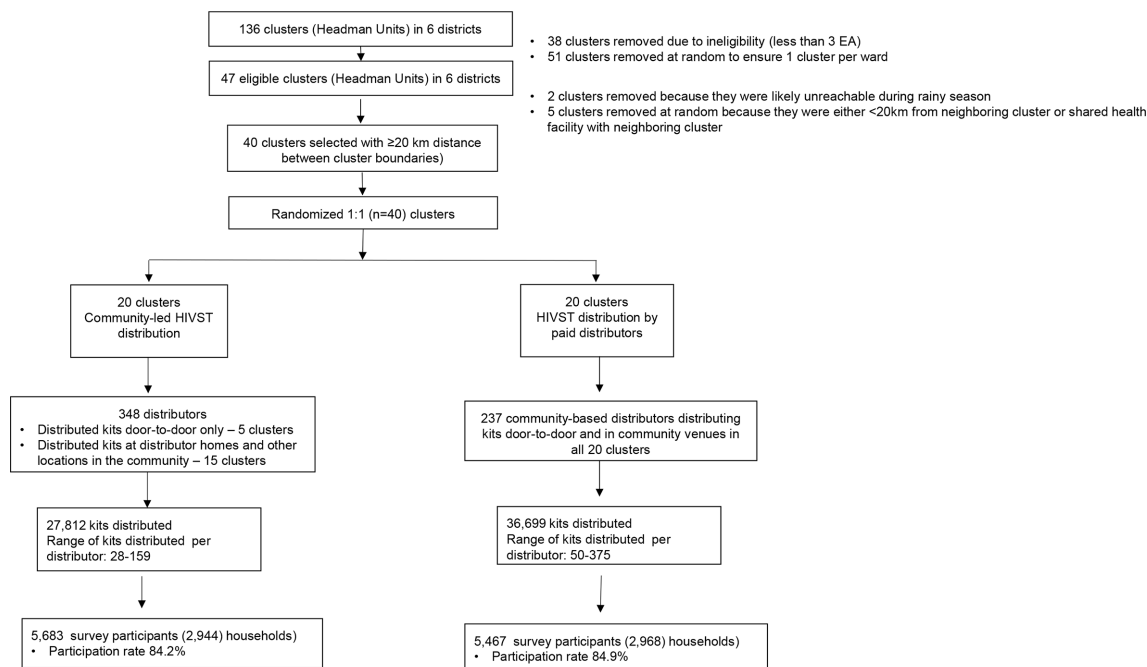 136 clusters (Headman Units) in 6 districts
• 38 clusters removed due to ineligibility (less than 3 EA)
• 51 clusters removed at random to ensure 1 cluster per ward
47 eligible clusters (Headman Units) in 6 districts
• 2 clusters removed because they were likely unreachable during rainy season
• 5 clusters removed at random because they were either <20km from neighboring cluster or shared health
facility with neighboring cluster
40 clusters selected with ≥20 km distance
between cluster boundaries)
Randomized 1:1 (n=40) clusters
20 clusters
Community-led HIVST
distribution
20 clusters
HIVST distribution by
paid distributors
348 distributors
• Distributed kits door-to-door only – 5 clusters
• Distributed kits at distributor homes and other
locations in the community – 15 clusters
237 community-based distributors distributing
kits door-to-door and in community venues in
all 20 clusters
27,812 kits distributed
Range of kits distributed per
distributor: 28-159
36,699 kits distributed
Range of kits distributed per
distributor: 50-375
5,683 survey participants (2,944) households)
• Participation rate 84.2%
5,467 survey participants (2,968) households)
• Participation rate 84.9%